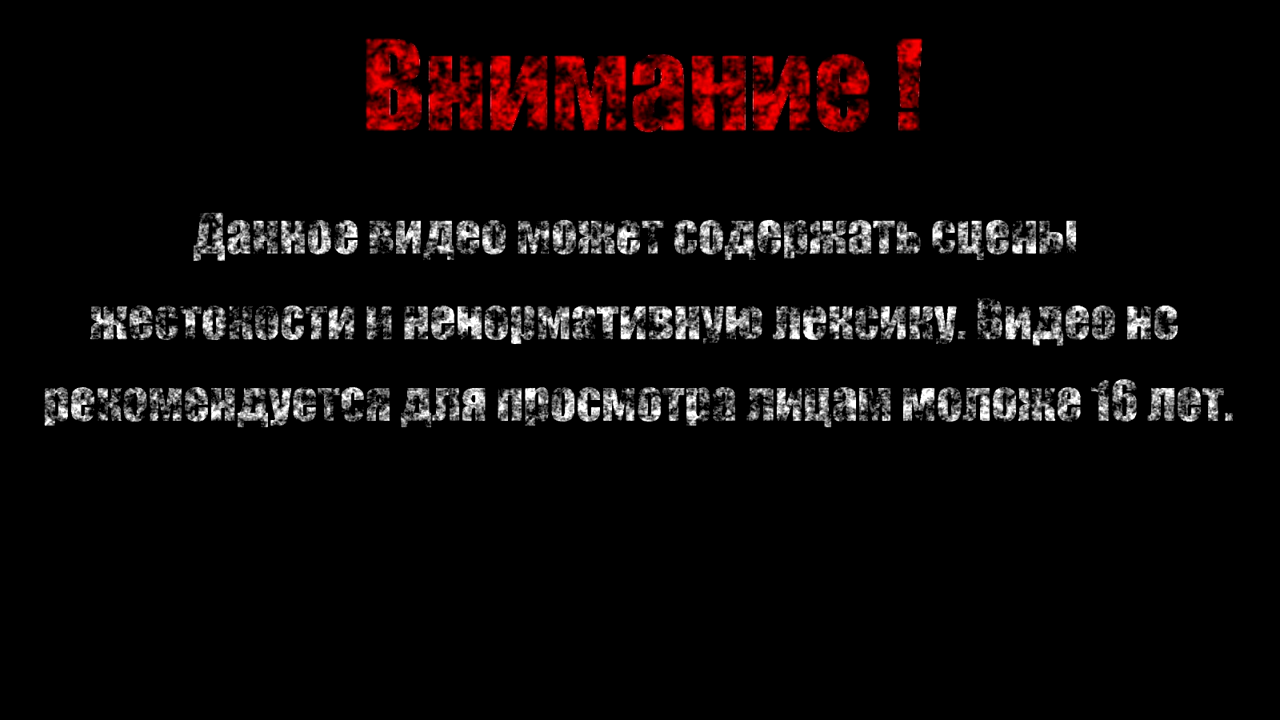 Внимание !
Данное видео может содержать сцены
жестокости и ненормативную лексику. Видео не
рекомендуется для просмотра лицам моложе 16 лет.